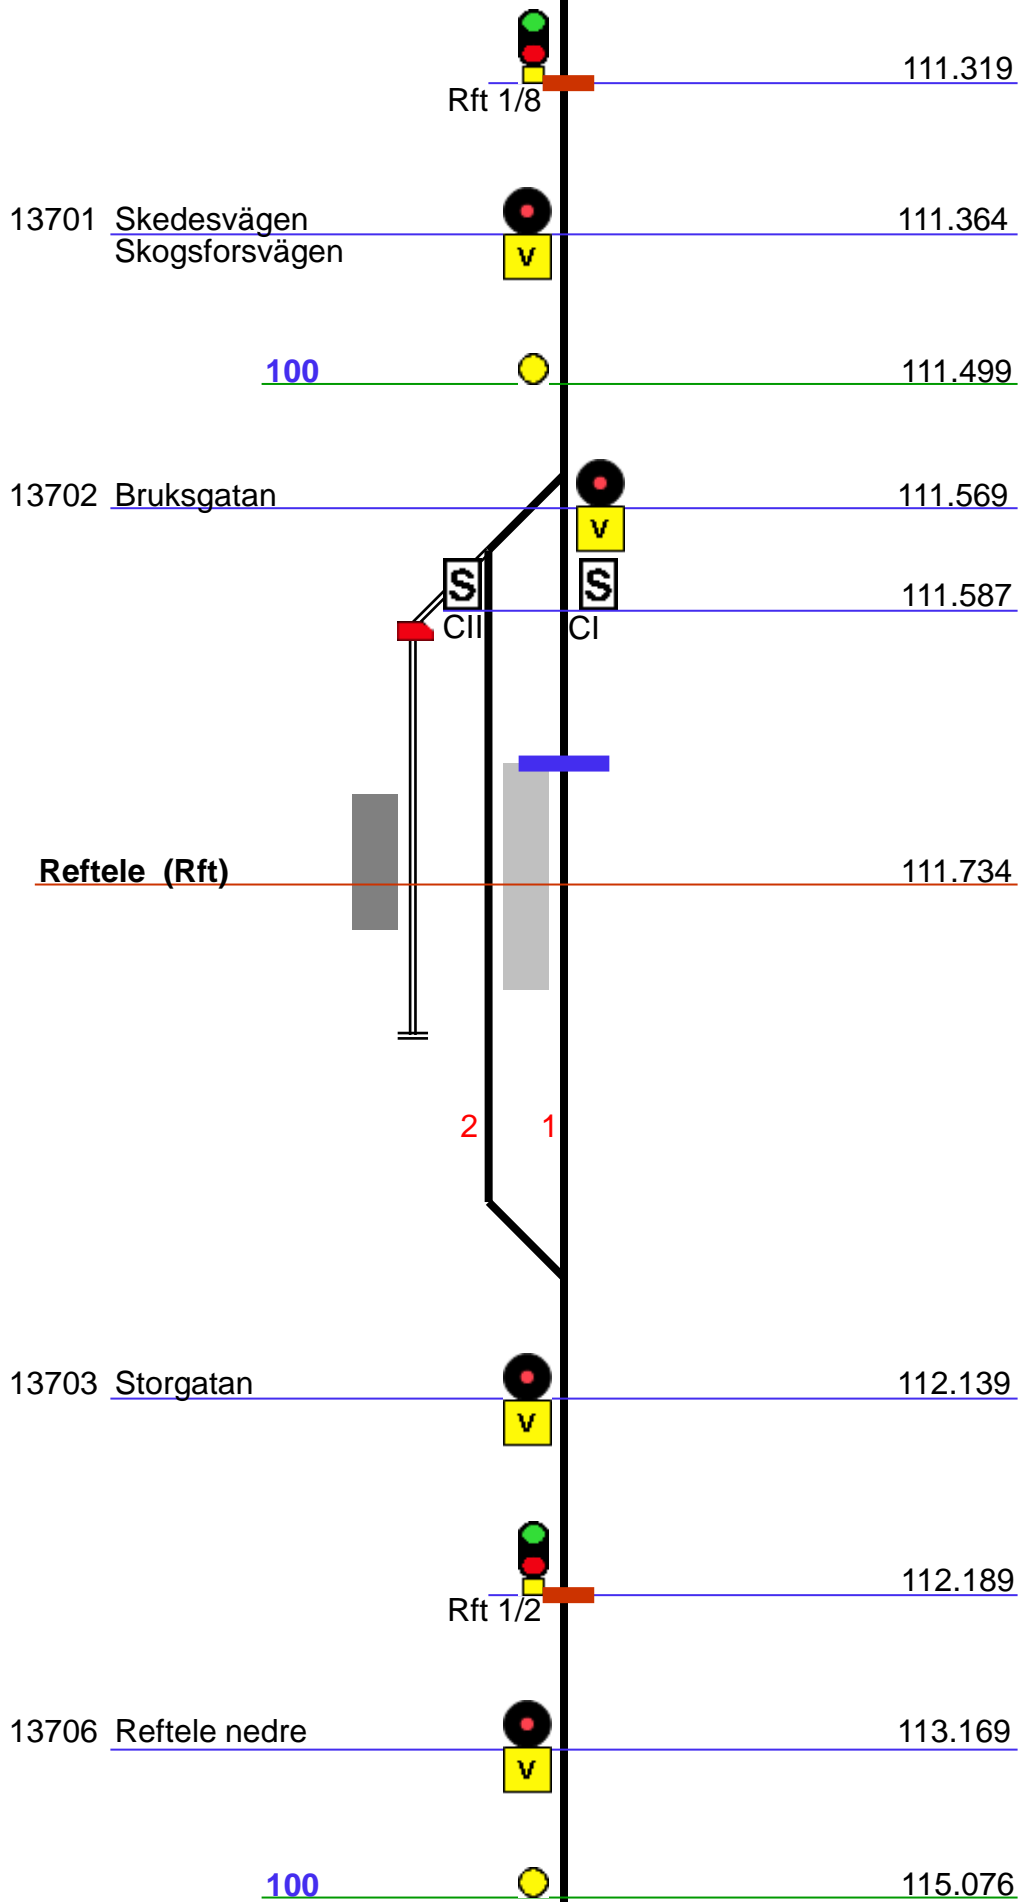 111.319
Rft 1/8
13701 Skedesvägen 111.364
Skogsforsvägen
V
100 111.499
13702 Bruksgatan 111.569
V
S S
111.587
CII CI
Reftele (Rft) 111.734
2 1
13703 Storgatan 112.139
V
112.189
Rft 1/2
13706 Reftele nedre 113.169
V
100 115.076